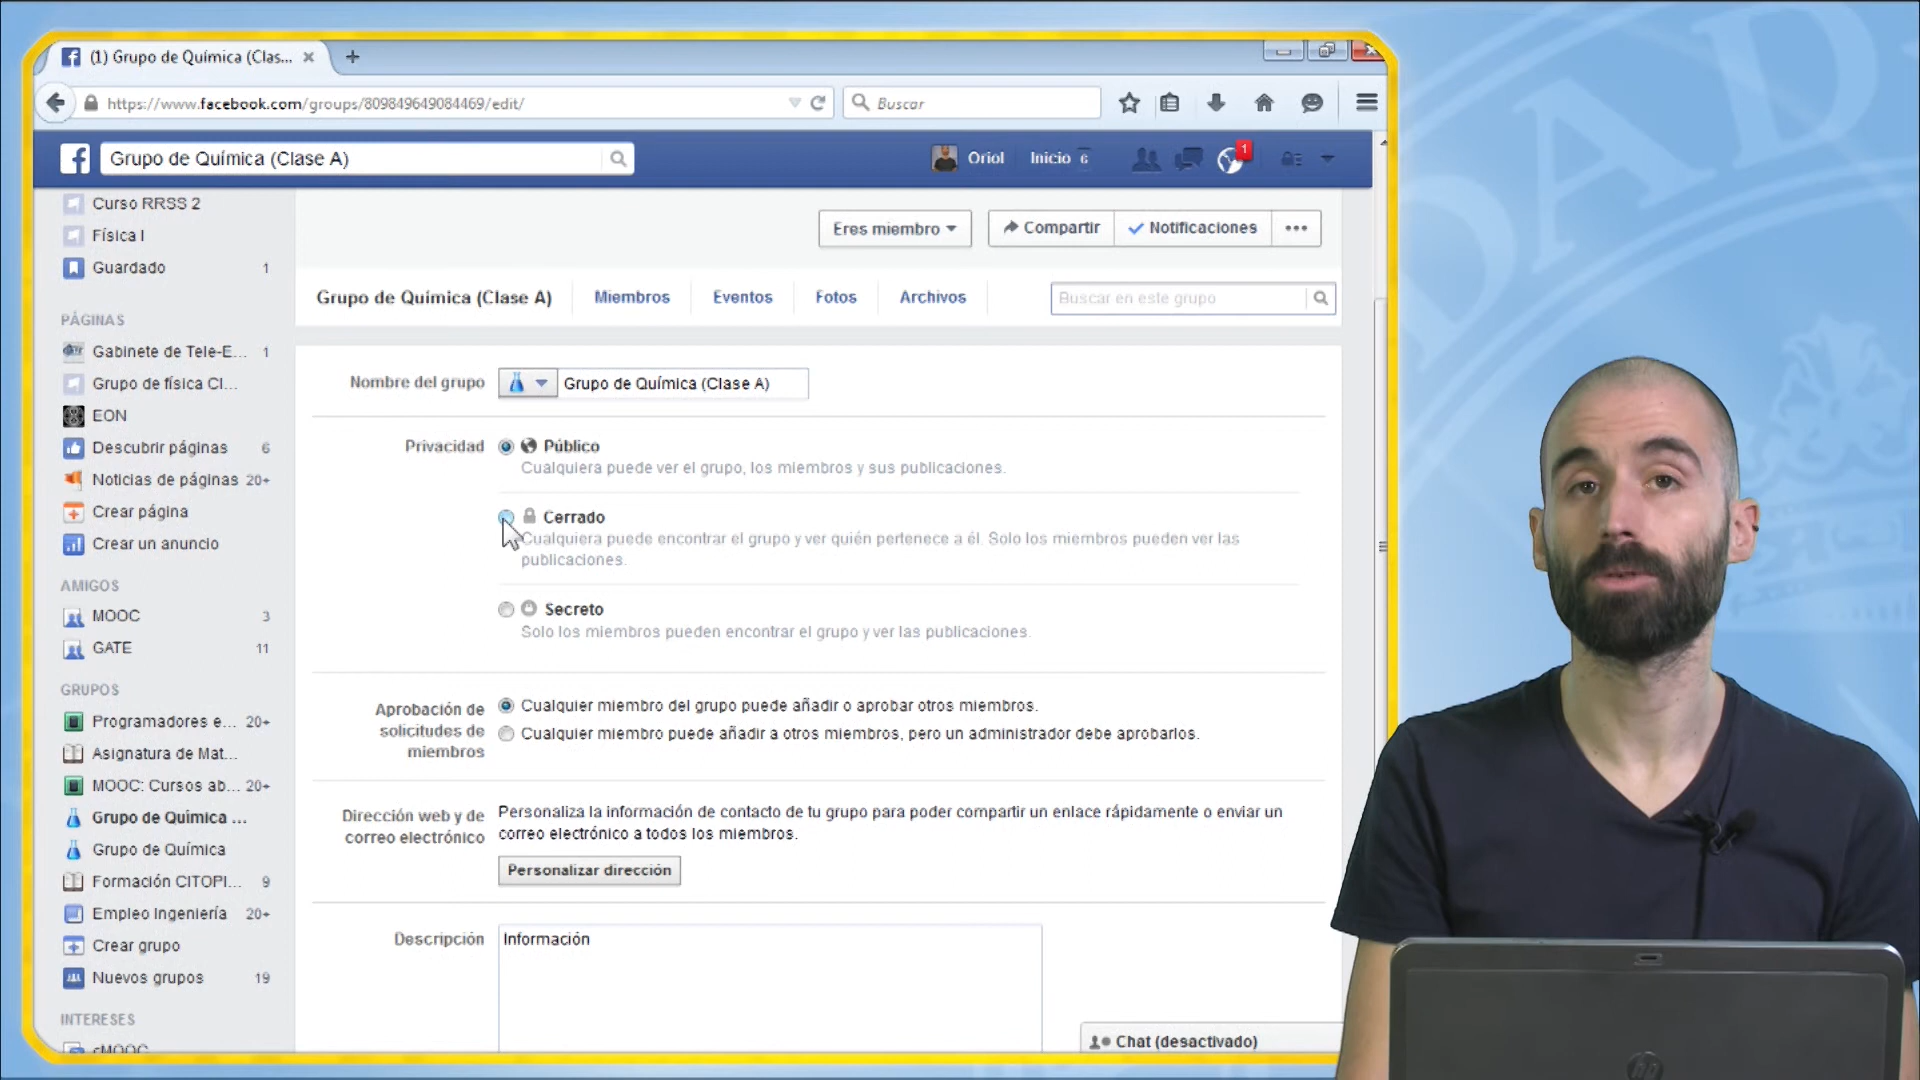 (1) Grupo de Química (Clas...
https://www.facebook.com/groups/809849649084469/edit/
Buscar
Grupo de Química (Clase A)
Oriol
Inicio 6
1
Curso RRSS 2
Física I
Guardado 1
PÁGINAS
Gabinete de Tele-E... 1
Grupo de física Cl...
EON
Descubrir páginas 6
Noticias de páginas 20+
Crear página
Crear un anuncio
AMIGOS
MOOC 3
GATE 11
GRUPOS
Programadores e... 20+
Asignatura de Mat...
MOOC: Cursos ab... 20+
Grupo de Química ...
Grupo de Química
Formación CITOPI... 9
Empleo Ingeniería 20+
Crear grupo
Nuevos grupos 19
INTERESES
cMOOC
Eres miembro
Compartir
Notificaciones
Grupo de Química (Clase A)
Miembros
Eventos
Fotos
Archivos
Buscar en este grupo
Nombre del grupo
Grupo de Química (Clase A)
Privacidad
Público
Cualquiera puede ver el grupo, los miembros y sus publicaciones.
Cerrado
Cualquiera puede encontrar el grupo y ver quién pertenece a él. Solo los miembros pueden ver las
publicaciones.
Secreto
Solo los miembros pueden encontrar el grupo y ver las publicaciones.
Aprobación de
solicitudes de
miembros
Cualquier miembro del grupo puede añadir o aprobar otros miembros.
Cualquier miembro puede añadir a otros miembros, pero un administrador debe aprobarlos.
Dirección web y de
correo electrónico
Personaliza la información de contacto de tu grupo para poder compartir un enlace rápidamente o enviar un
correo electrónico a todos los miembros.
Personalizar dirección
Descripción
Información
Chat (desactivado)
hp